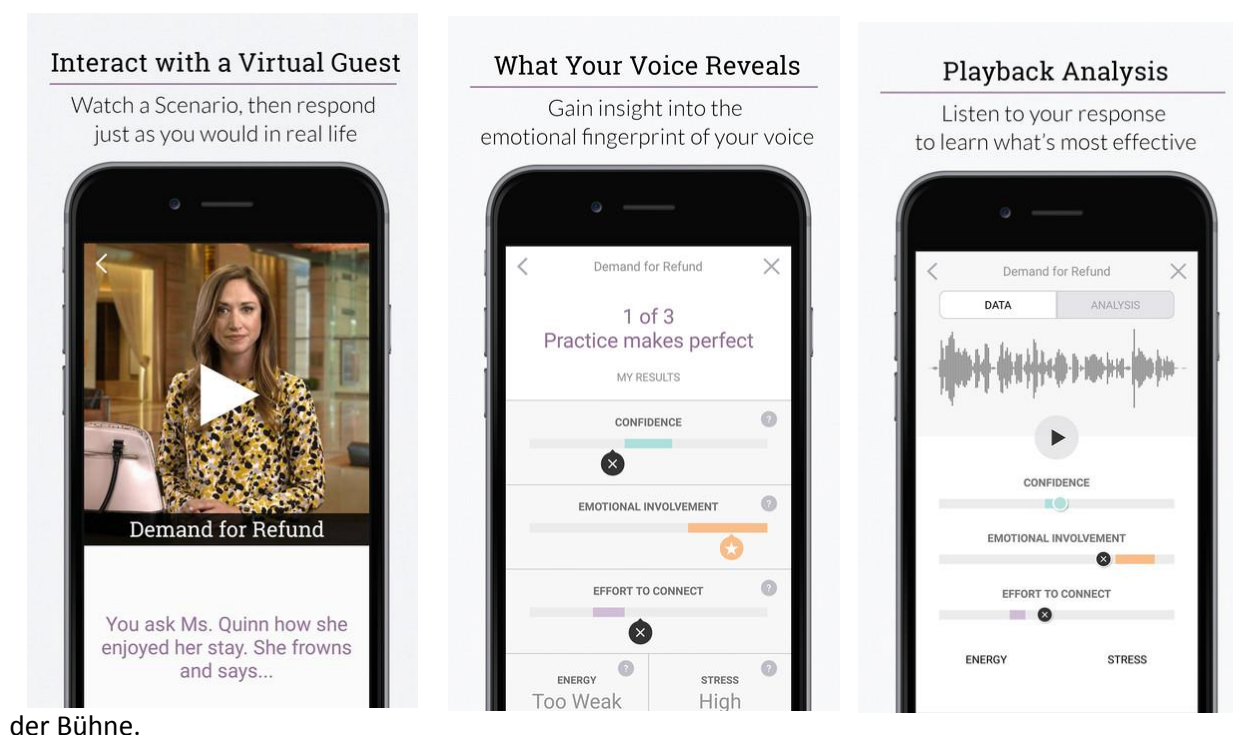 Interact with a Virtual Guest
Watch a Scenario, then respond
just as you would in real life
Demand for Refund
You ask Ms. Quinn how she
enjoyed her stay. She frowns
and says...
What Your Voice Reveals
Gain insight into the
emotional fingerprint of your voice
Demand for Refund
1 of 3
Practice makes perfect
MY RESULTS
CONFIDENCE
?
EMOTIONAL INVOLVEMENT
?
EFFORT TO CONNECT
?
ENERGY
?
Too Weak
STRESS
?
High
Playback Analysis
Listen to your response
to learn what's most effective
Demand for Refund
DATA
ANALYSIS
CONFIDENCE
EMOTIONAL INVOLVEMENT
EFFORT TO CONNECT
ENERGY
STRESS
der Bühne.